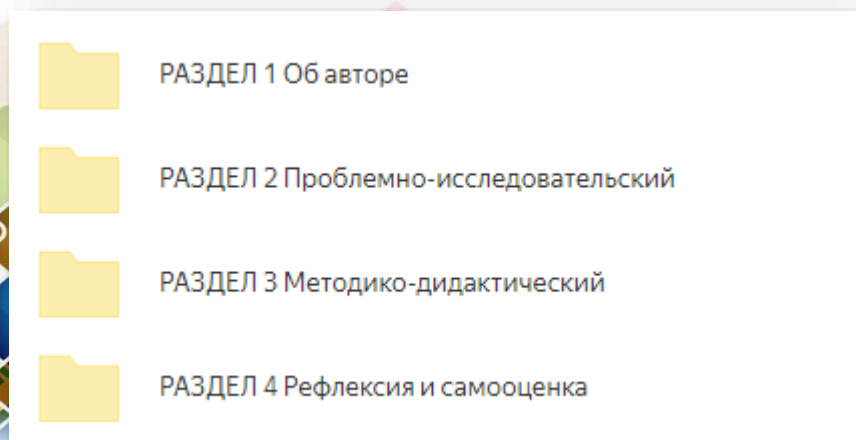 РАЗДЕЛ 1 Об авторе
РАЗДЕЛ 2 Проблемно-исследовательский
РАЗДЕЛ 3 Методико-дидактический
РАЗДЕЛ 4 Рефлексия и самооценка